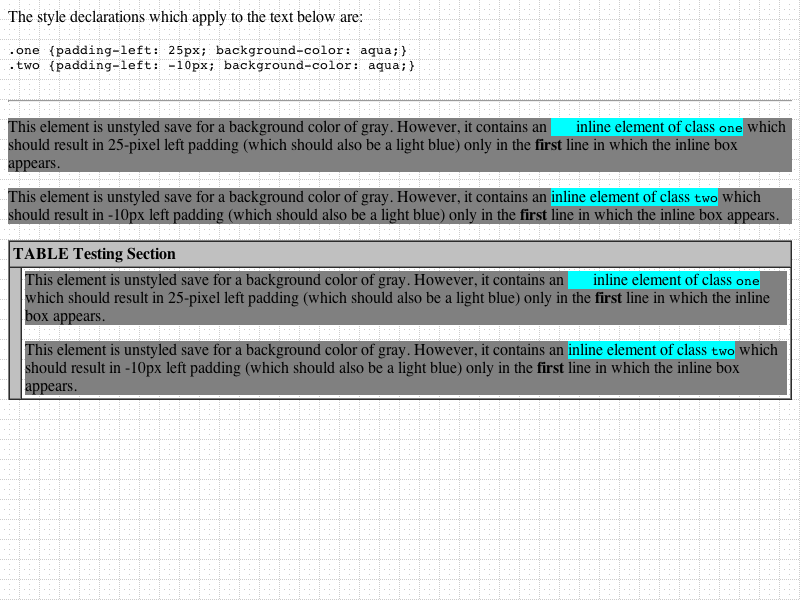 The style declarations which apply to the text below are:
.one {padding-left: 25px; background-color: aqua;}
.two {padding-left: -10px; background-color: aqua;}
This element is unstyled save for a background color of gray. However, it contains an inline element of class one which
should result in 25-pixel left padding (which should also be a light blue) only in the first line in which the inline box
appears.
This element is unstyled save for a background color of gray. However, it contains an inline element of class two which
should result in -10px left padding (which should also be a light blue) only in the first line in which the inline box appears.
TABLE Testing Section
This element is unstyled save for a background color of gray. However, it contains an inline element of class one
which should result in 25-pixel left padding (which should also be a light blue) only in the first line in which the inline
box appears.
This element is unstyled save for a background color of gray. However, it contains an inline element of class two which
should result in -10px left padding (which should also be a light blue) only in the first line in which the inline box
appears.